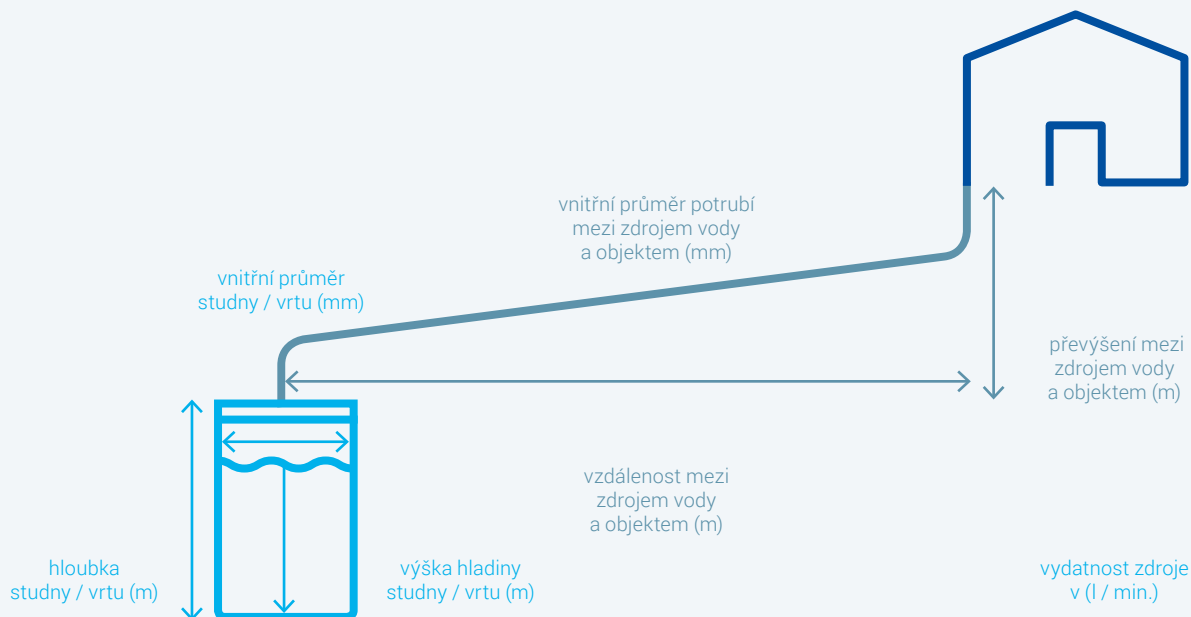 vnitřní průměr potrubí
mezi zdrojem vody
a objektem (mm)
vnitřní průměr
studny / vrtu (mm)
převýšení mezi
zdrojem vody
a objektem (m)
vzdálenost mezi
zdrojem vody
a objektem (m)
hloubka
studny / vrtu (m)
výška hladiny
studny / vrtu (m)
vydatnost zdroje
v (l / min.)